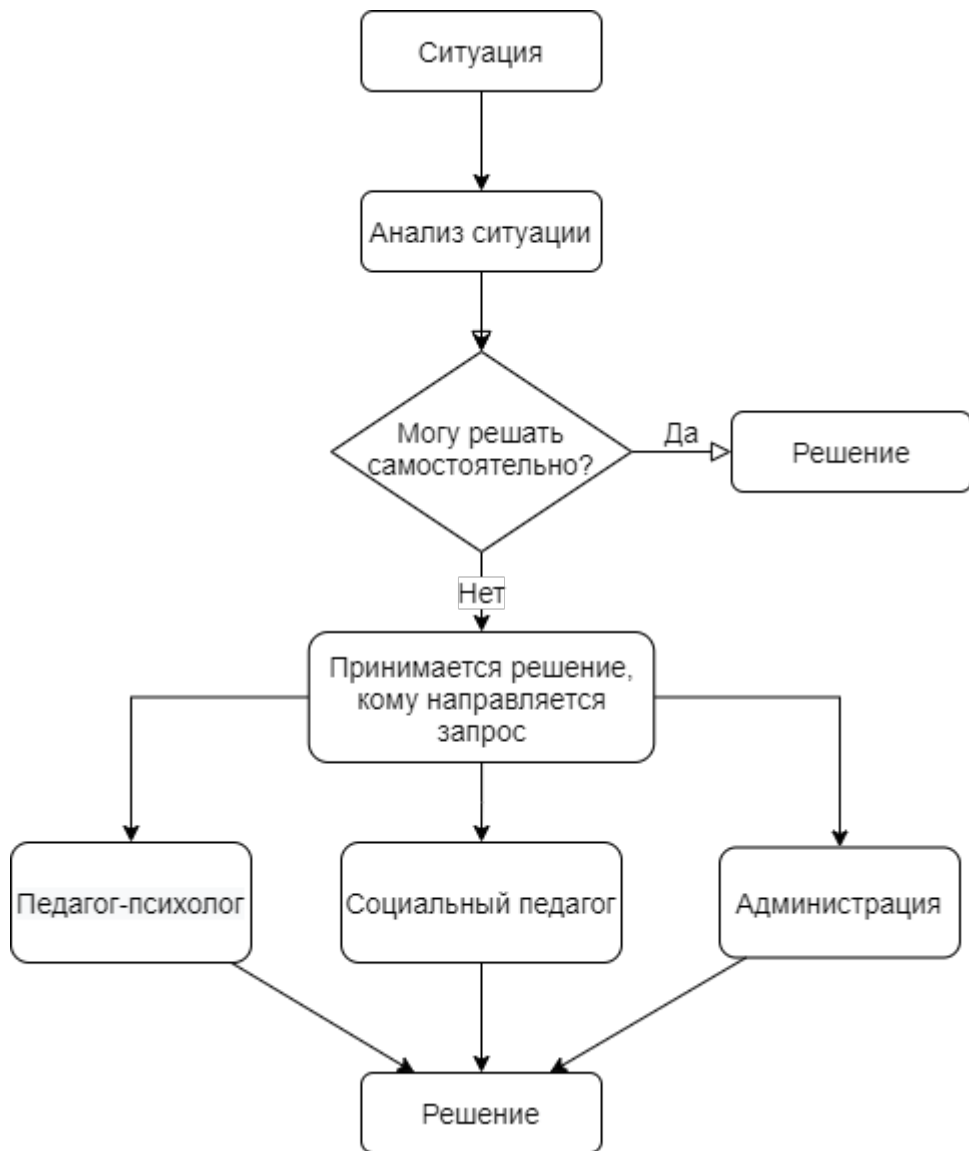 Ситуация
Анализ ситуации
Могу решать
самостоятельно?
Да
Решение
Нет
Принимается решение,
кому направляется
запрос
Педагог-психолог
Социальный педагог
Администрация
Решение